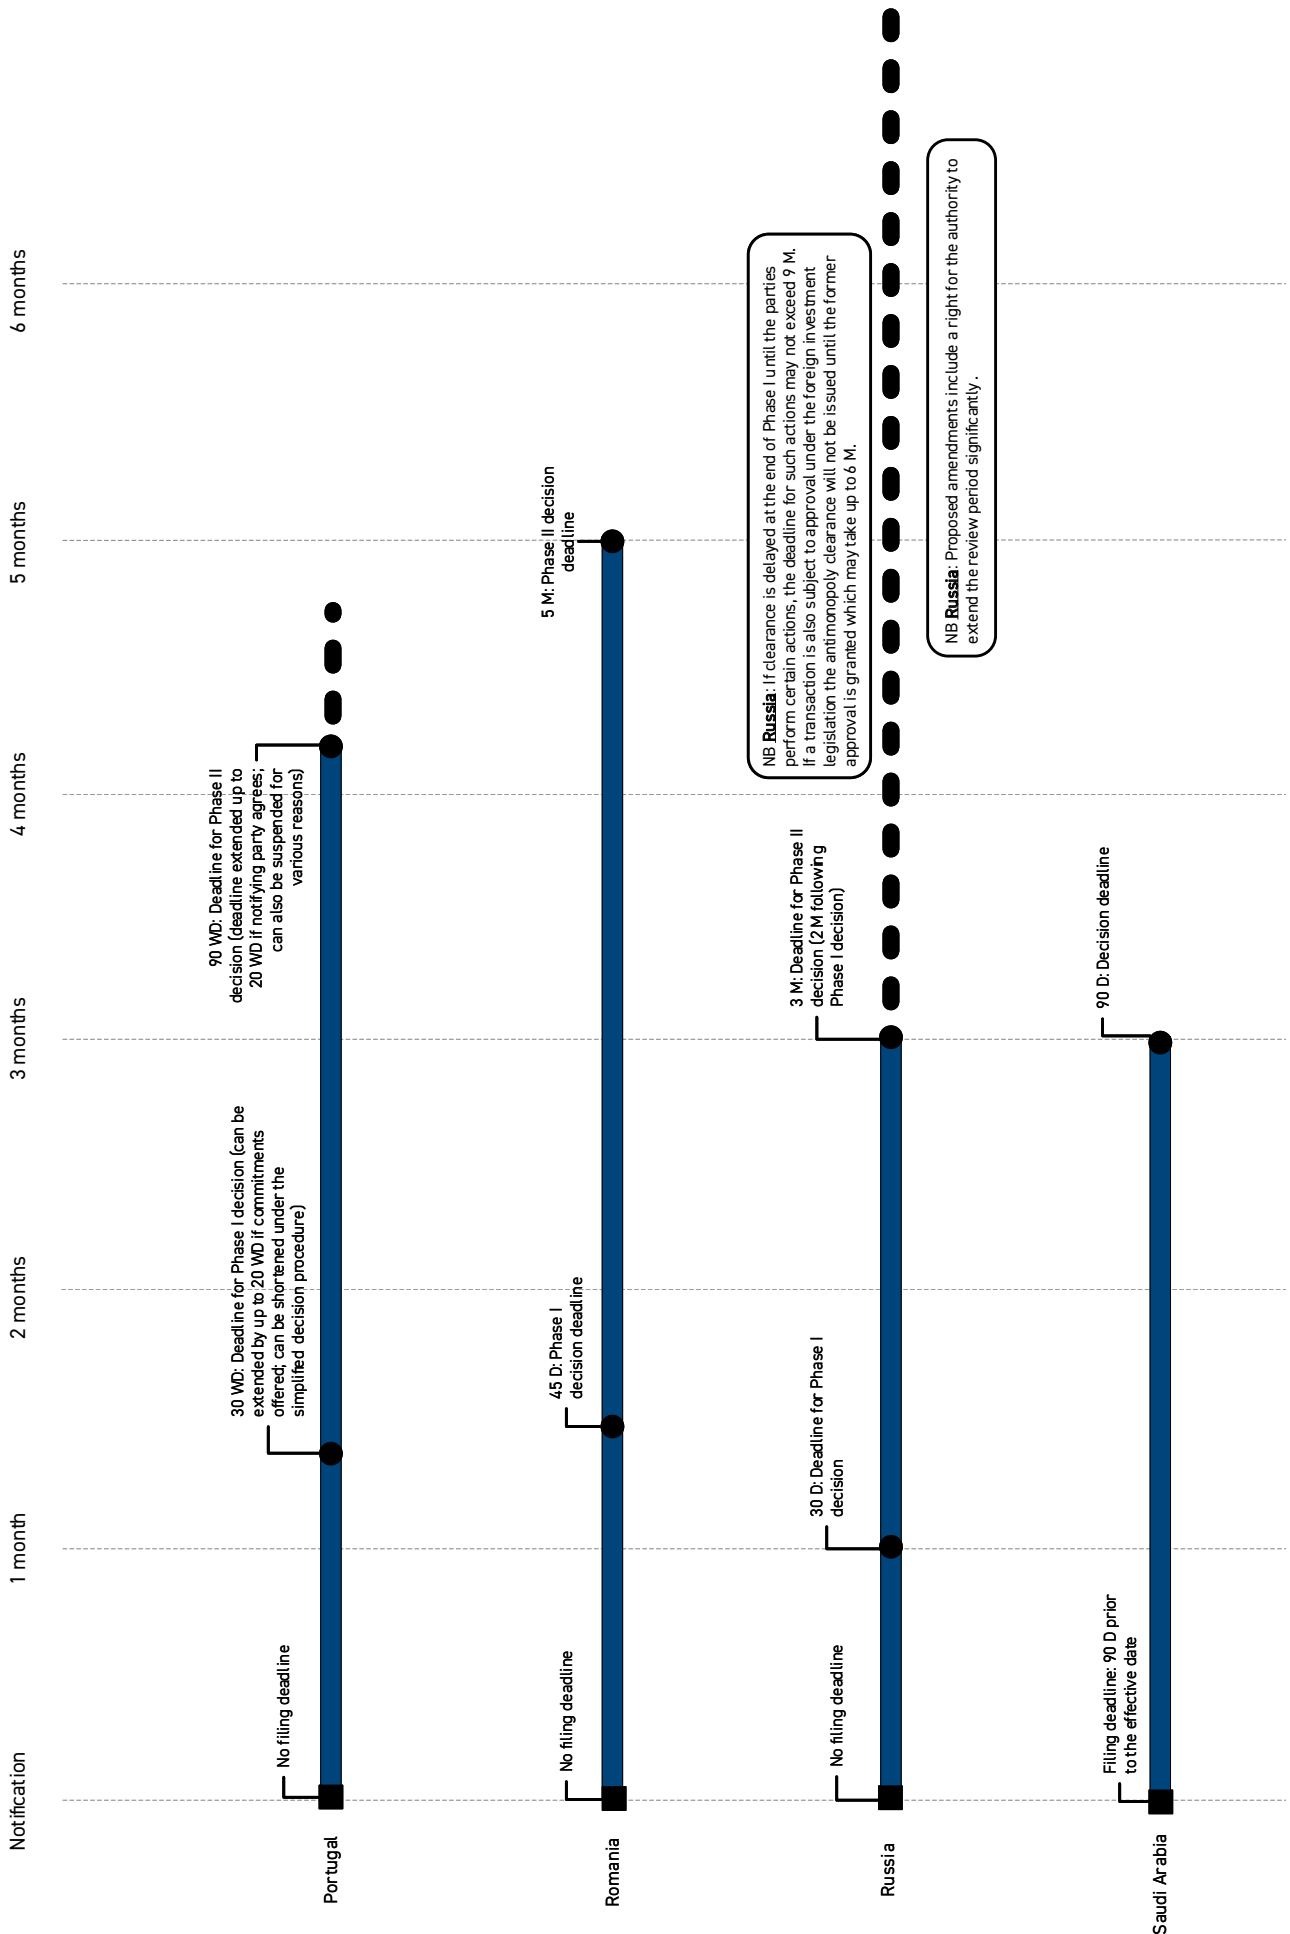 Notification
1 month
2 months
3 months
4 months
5 months
6 months
Portugal
No filing deadline
30 WD: Deadline for Phase I decision (can be
extended by up to 20 WD if commitments
offered; can be shortened under the
simplified decision procedure)
90 WD: Deadline for Phase II
decision (deadline extended up to
20 WD if notifying party agrees;
can also be suspended for
various reasons)
Romania
No filing deadline
45 D: Phase I
decision deadline
5 M: Phase II decision
deadline
Russia
No filing deadline
30 D: Deadline for Phase I
decision
3 M: Deadline for Phase II
decision (2 M following
Phase I decision)
NB Russia: If clearance is delayed at the end of Phase I until the parties
perform certain actions, the deadline for such actions may not exceed 9 M.
If a transaction is also subject to approval under the foreign investment
legislation the antimonopoly clearance will not be issued until the former
approval is granted which may take up to 6 M.
NB Russia: Proposed amendments include a right for the authority to
extend the review period significantly.
Saudi Arabia
Filing deadline: 90 D prior
to the effective date
90 D: Decision deadline